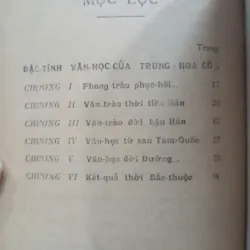 MỤC LỤC
Trang
ĐẶC-TÍNH VĂN-HỌC CỦA TRUNG-HOA CỔ
CHƯƠNG I Phong trào phục-hồi...
CHƯƠNG II Văn-trào thời tiền Hán
CHƯƠNG III Văn-trào đời hậu Hán
CHƯƠNG IV Văn-học từ sau Tam-Quốc
CHƯƠNG V Văn-học đời Đường...
CHƯƠNG VI Kết-quả thời Bắc-thuộc